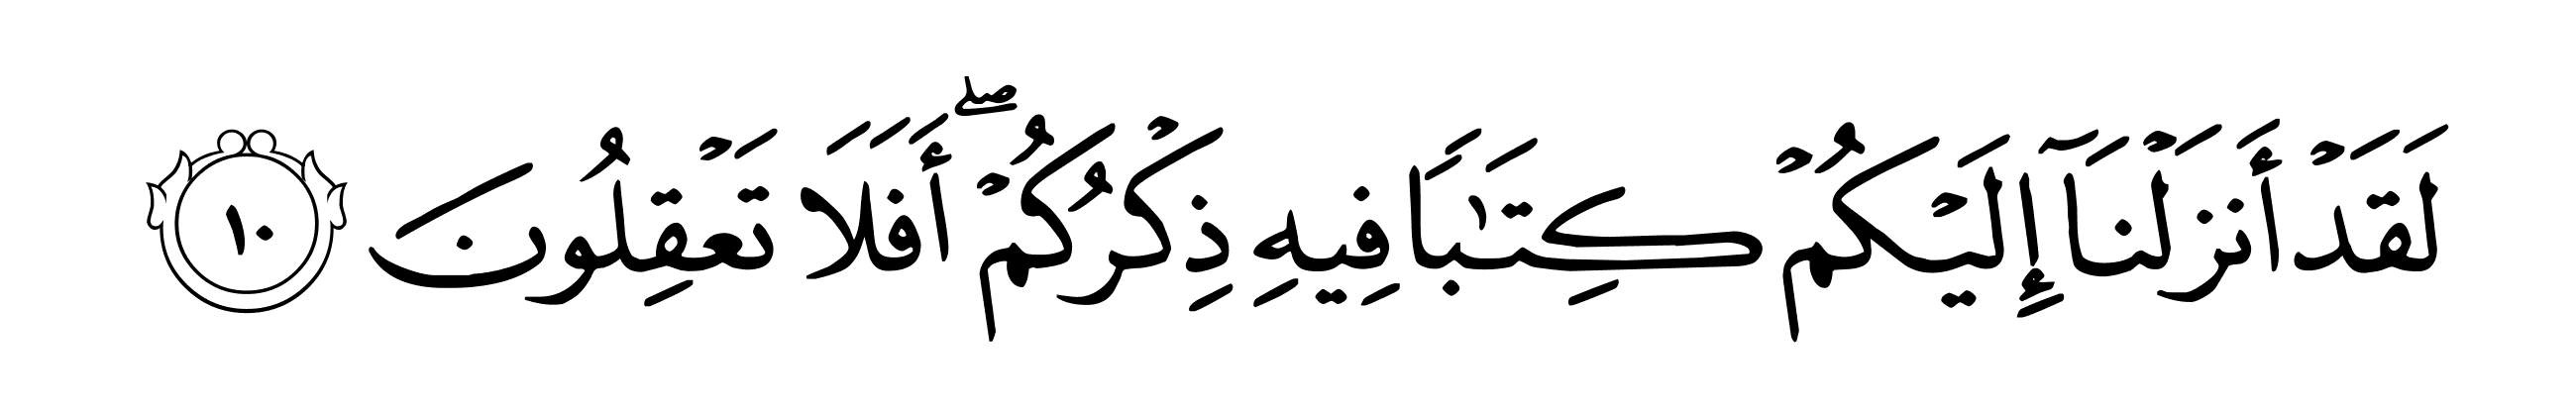 لَقَدْ أَنزَلْنَآ إِلَيْكُمْ كِتَـٰبًا فِيهِ ذِكْرُكُمْ ۖ أَفَلَا تَعْقِلُونَ ١٠